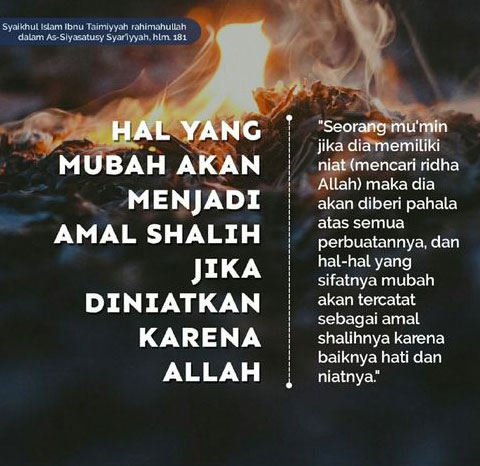 Syaikhul Islam Ibnu Taimiyyah rahimahullah
dalam As-Siyasatusy Syar'iyyah, hlm. 181
HAL YANG
MUBAH AKAN
MENJADI
AMAL SHALIH
JIKA
DINIATKAN
KARENA
ALLAH
"Seorang mu'min
jika dia memiliki
niat (mencari ridha
Allah) maka dia
akan diberi pahala
atas semua
perbuatannya, dan
hal-hal yang
sifatnya mubah
akan tercatat
sebagai amal
shalihnya karena
baiknya hati dan
niatnya."